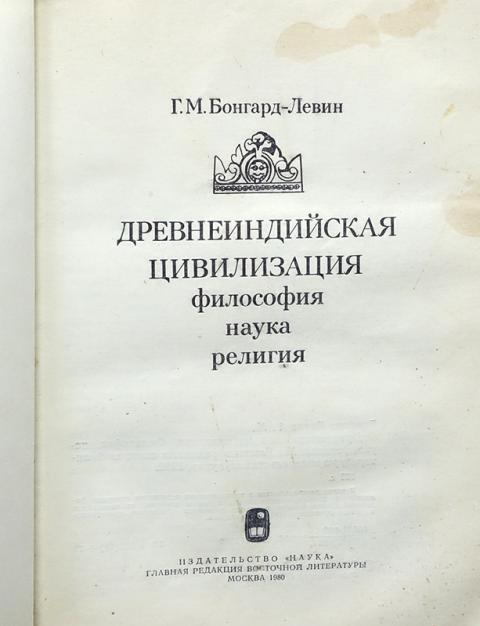 Г.М. Бонгард-Левин
ДРЕВНЕИНДИЙСКАЯ
ЦИВИЛИЗАЦИЯ
философия
наука
религия
ИЗДАТЕЛЬСТВО «НАУКА»
ГЛАВНАЯ РЕДАКЦИЯ ВОСТОЧНОЙ ЛИТЕРАТУРЫ
МОСКВА 1980